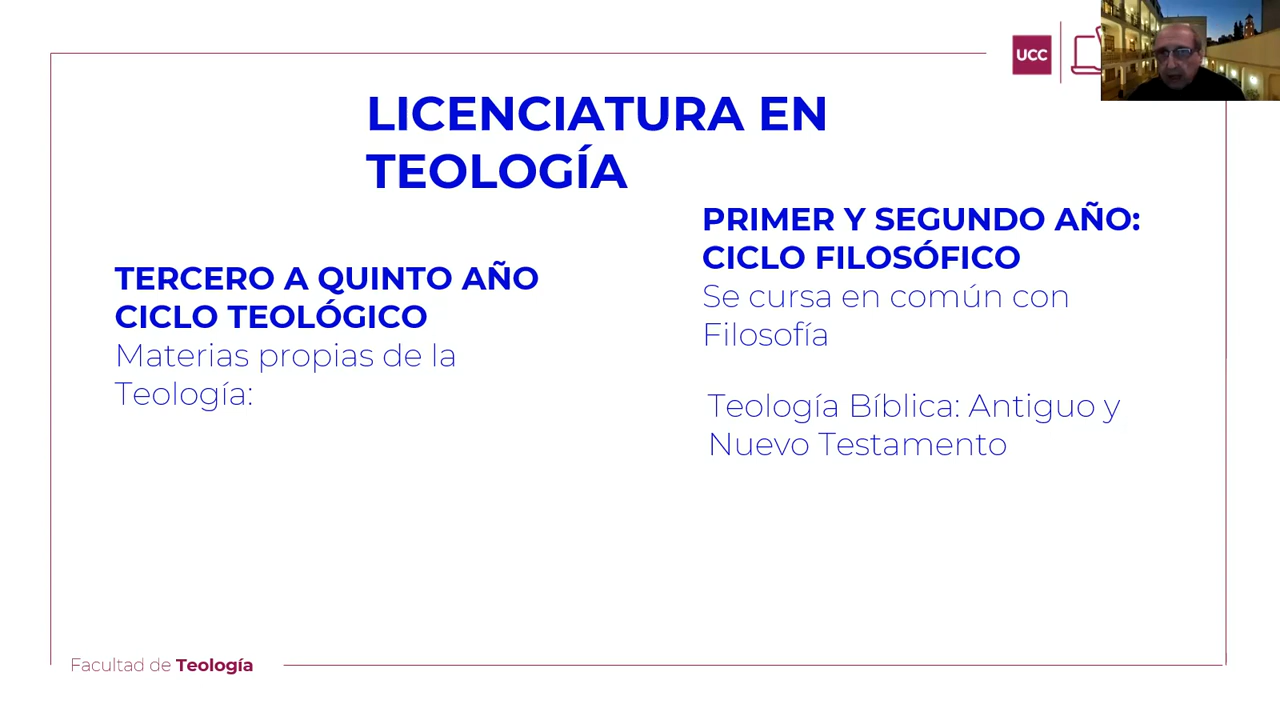 UCC
LICENCIATURA EN
TEOLOGÍA
PRIMER Y SEGUNDO AÑO:
CICLO FILOSÓFICO
Se cursa en común con
Filosofía
TERCERO A QUINTO AÑO
CICLO TEOLÓGICO
Materias propias de la
Teología:
Teología Bíblica: Antiguo y
Nuevo Testamento
Facultad de Teología